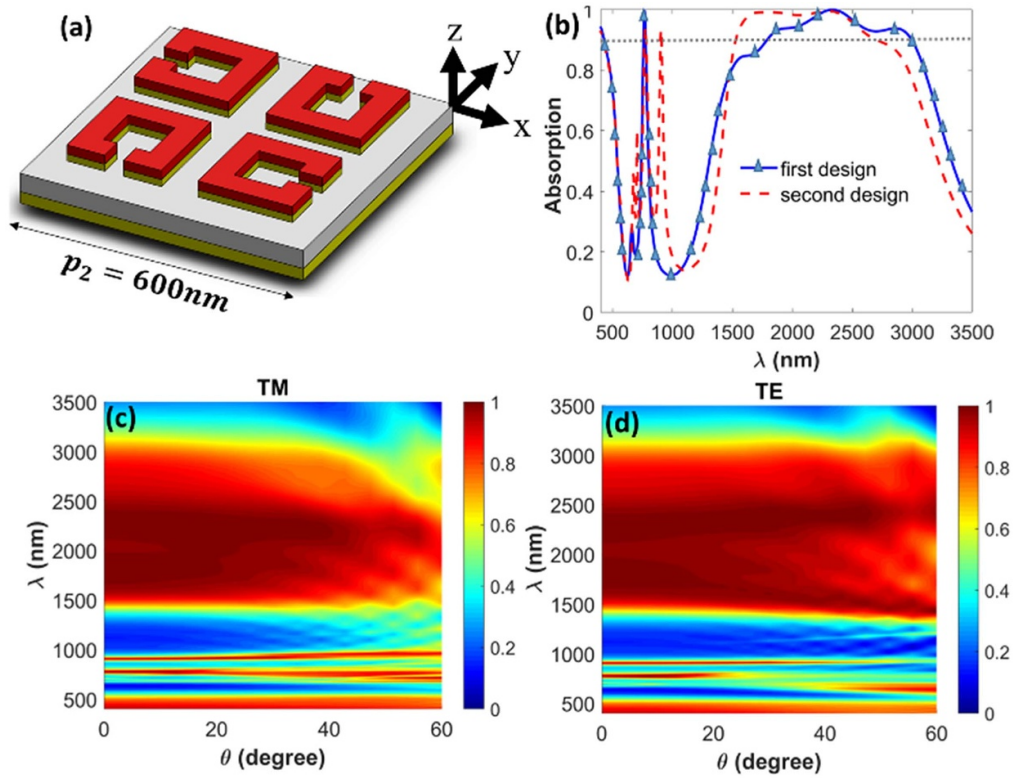 (a)
z
y
x
p₂ = 600nm
(b)
1
0.8
0.6
0.4
0.2
0
Absorption
first design
second design
500 1000 1500 2000 2500 3000 3500
λ (nm)
TM
(c)
3500
3000
2500
2000
1500
1000
500
λ (nm)
0 20 40 60
θ (degree)
1
0.8
0.6
0.4
0.2
0
TE
(d)
3500
3000
2500
2000
1500
1000
500
λ (nm)
0 20 40 60
θ (degree)
1
0.8
0.6
0.4
0.2
0